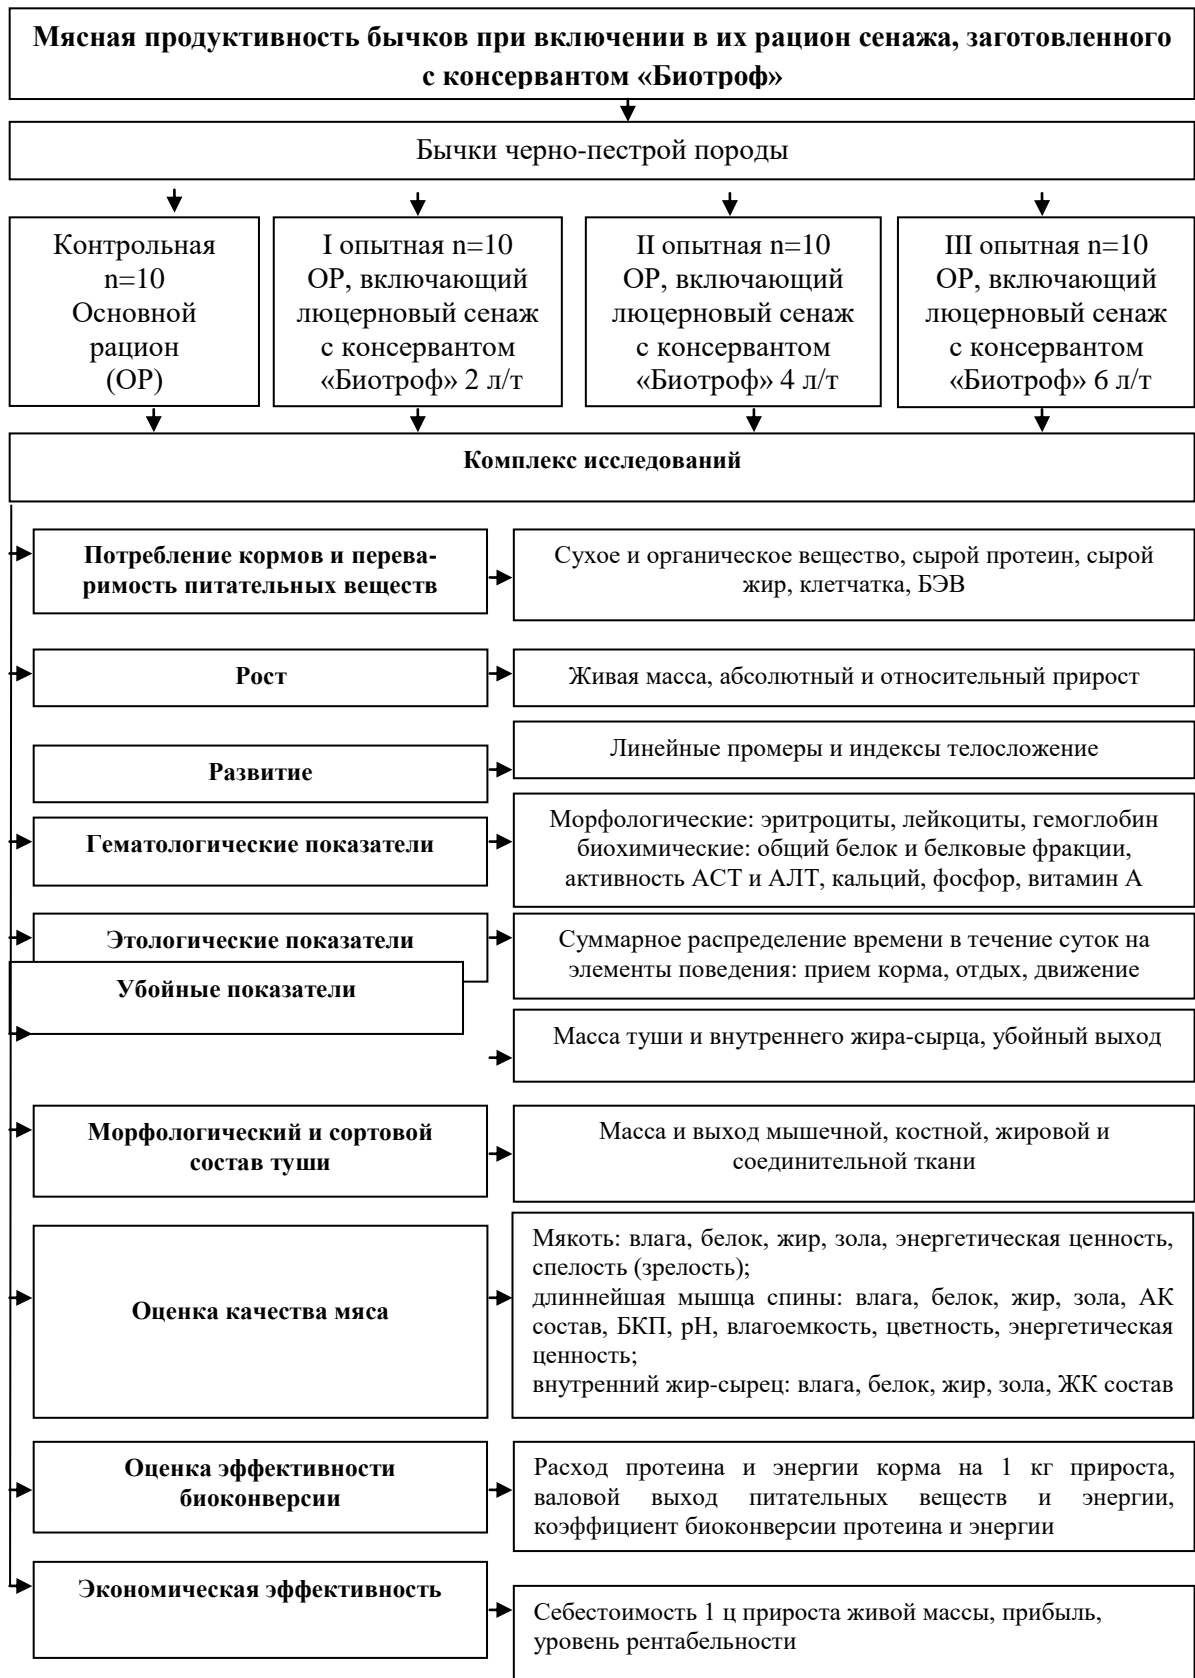 Мясная продуктивность бычков при включении в их рацион сенажа, заготовленного
с консервантом «Биотроф»
Бычки черно-пестрой породы
Контрольная
n=10
Основной
рацион
(ОР)
I опытная n=10
ОР, включающий
люцерновый сенаж
с консервантом
«Биотроф» 2 л/т
II опытная n=10
ОР, включающий
люцерновый сенаж
с консервантом
«Биотроф» 4 л/т
III опытная n=10
ОР, включающий
люцерновый сенаж
с консервантом
«Биотроф» 6 л/т
Комплекс исследований
Потребление кормов и перева-
римость питательных веществ
Сухое и органическое вещество, сырой протеин, сырой
жир, клетчатка, БЭВ
Рост
Живая масса, абсолютный и относительный прирост
Развитие
Линейные промеры и индексы телосложение
Гематологические показатели
Морфологические: эритроциты, лейкоциты, гемоглобин
биохимические: общий белок и белковые фракции,
активность АСТ и АЛТ, кальций, фосфор, витамин А
Этологические показатели
Суммарное распределение времени в течение суток на
элементы поведения: прием корма, отдых, движение
Убойные показатели
Масса туши и внутреннего жира-сырца, убойный выход
Морфологический и сортовой
состав туши
Масса и выход мышечной, костной, жировой и
соединительной ткани
Оценка качества мяса
Мякоть: влага, белок, жир, зола, энергетическая ценность,
спелость (зрелость);
длиннейшая мышца спины: влага, белок, жир, зола, АК
состав, БКП, рН, влагоемкость, цветность, энергетическая
ценность;
внутренний жир-сырец: влага, белок, жир, зола, ЖК состав
Оценка эффективности
биоконверсии
Расход протеина и энергии корма на 1 кг прироста,
валовой выход питательных веществ и энергии,
коэффициент биоконверсии протеина и энергии
Экономическая эффективность
Себестоимость 1 ц прироста живой массы, прибыль,
уровень рентабельности